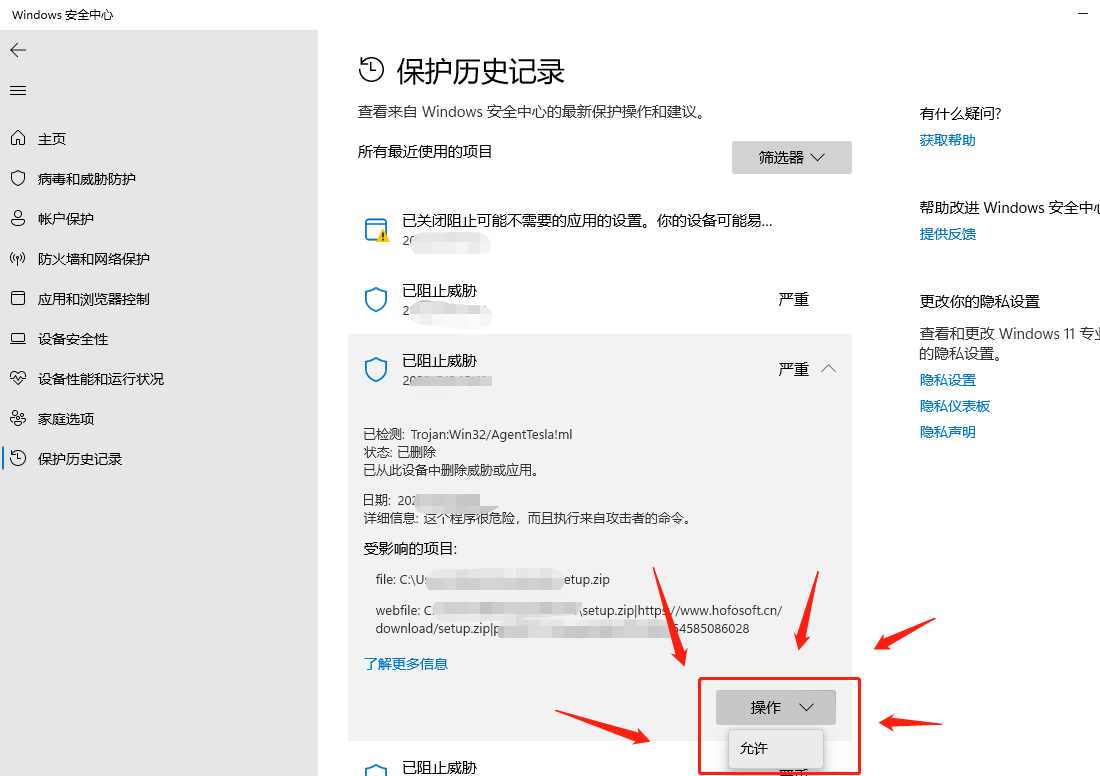 Windows 安全中心
主页
病毒和威胁防护
帐户保护
防火墙和网络保护
应用和浏览器控制
设备安全性
设备性能和运行状况
家庭选项
保护历史记录
保护历史记录
查看来自 Windows 安全中心的最新保护操作和建议。
所有最近使用的项目
筛选器
已关闭阻止可能不需要的应用的设置。你的设备可能易...
已阻止威胁
严重
已阻止威胁
严重
已检测: Trojan:Win32/AgentTesla!ml
状态: 已删除
已从此设备中删除威胁或应用。
日期: 202
详细信息: 这个程序很危险，而且执行来自攻击者的命令。
受影响的项目:
file: C:\Us etup.zip
webfile: C: \setup.zip|https://www.hofosoft.cn/
download/setup.zip|p 54585086028
了解更多信息
操作
允许
已阻止威胁
严重
有什么疑问?
获取帮助
帮助改进 Windows 安全中心
提供反馈
更改你的隐私设置
查看和更改 Windows 11 专业
的隐私设置。
隐私设置
隐私仪表板
隐私声明